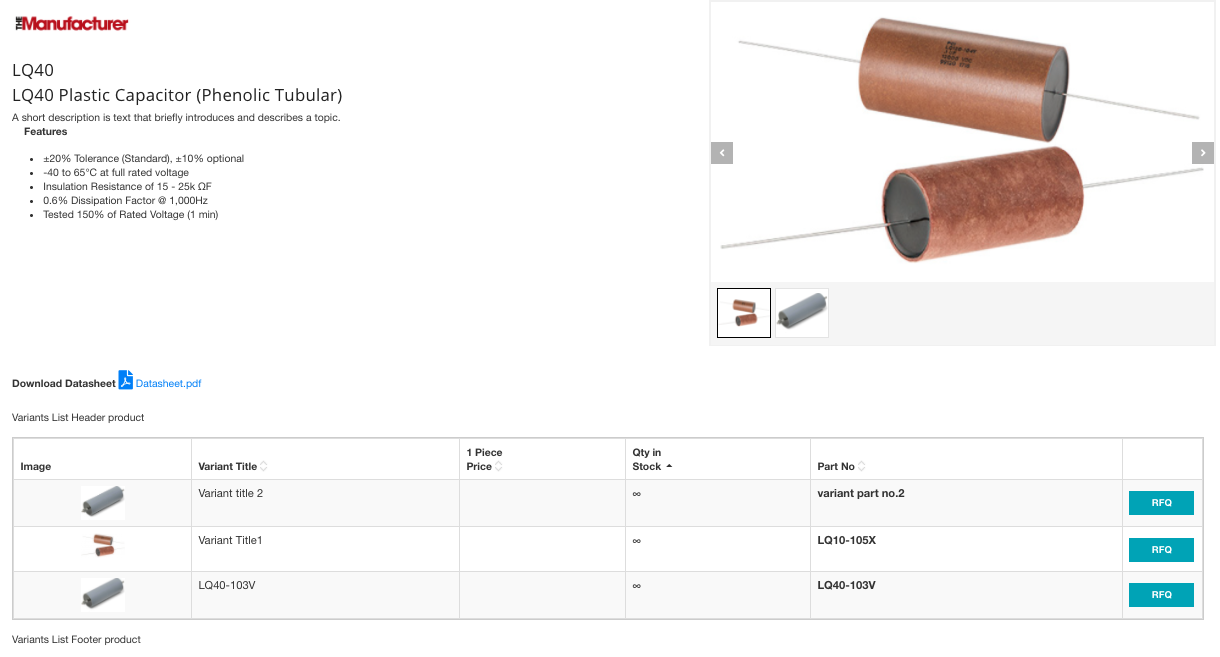 THE Manufacturer
LQ40
LQ40 Plastic Capacitor (Phenolic Tubular)
A short description is text that briefly introduces and describes a topic.
Features
±20% Tolerance (Standard), ±10% optional
-40 to 65°C at full rated voltage
Insulation Resistance of 15 - 25k ΩF
0.6% Dissipation Factor @ 1,000Hz
Tested 150% of Rated Voltage (1 min)
Download Datasheet Datasheet.pdf
Variants List Header product
Image Variant Title 1 Piece Price Qty in Stock Part No
Variant title 2 ∞ variant part no.2 RFQ
Variant Title1 ∞ LQ10-105X RFQ
LQ40-103V ∞ LQ40-103V RFQ
Variants List Footer product